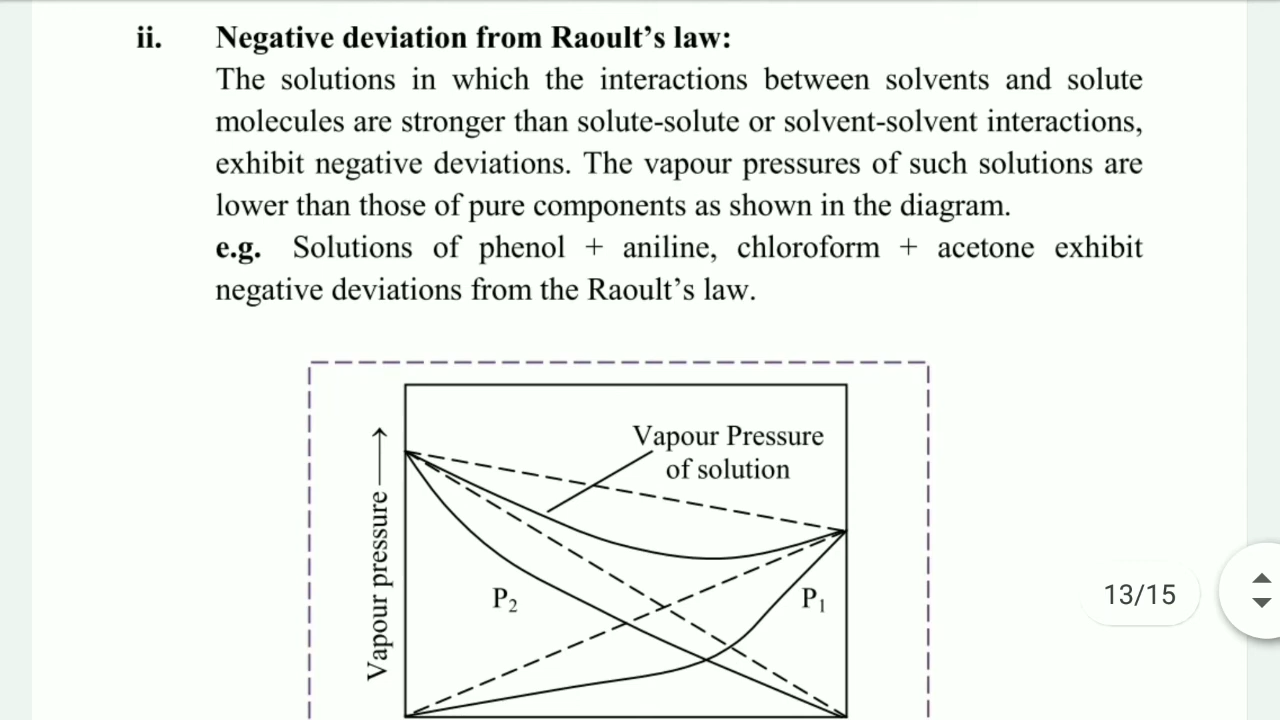 ii. Negative deviation from Raoult’s law:
The solutions in which the interactions between solvents and solute
molecules are stronger than solute-solute or solvent-solvent interactions,
exhibit negative deviations. The vapour pressures of such solutions are
lower than those of pure components as shown in the diagram.
e.g. Solutions of phenol + aniline, chloroform + acetone exhibit
negative deviations from the Raoult’s law.
Vapour Pressure
of solution
Vapour pressure
P₂
P₁
13/15